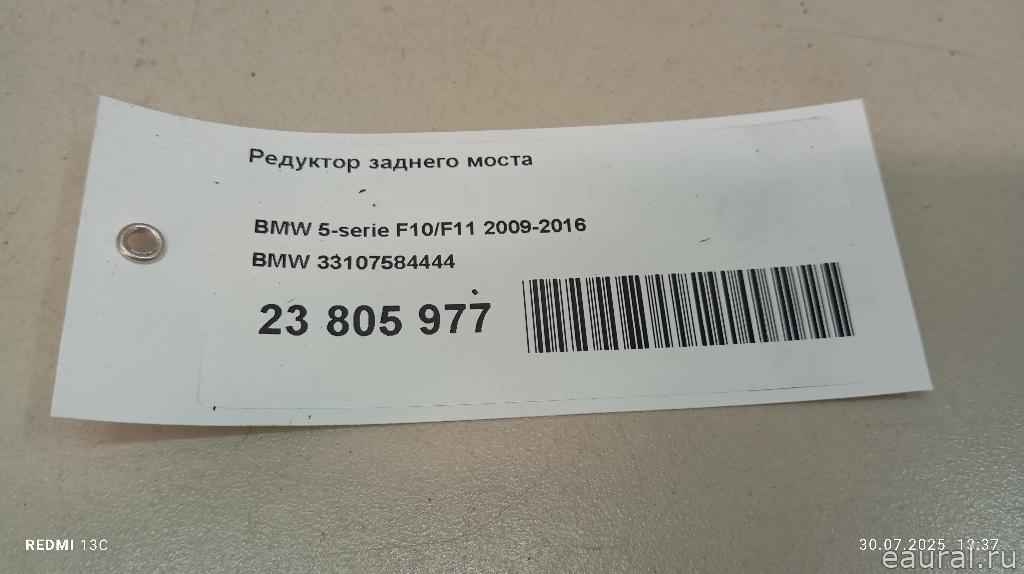 Редуктор заднего моста
BMW 5-serie F10/F11 2009-2016
BMW 33107584444
23 805 977
REDMI 13C
30.07.2025 13:37
eaural.ru